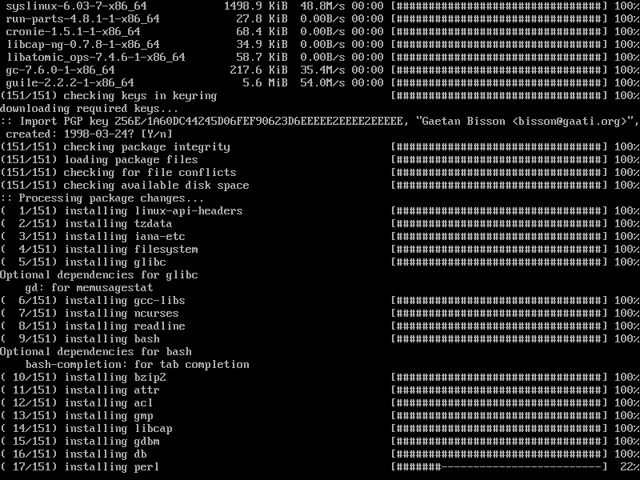 syslinux-6.03-7-x86_64 1498.9 KiB 48.8M/s 00:00 [######################################] 100%
run-parts-4.8.1-1-x86_64 27.8 KiB 0.00B/s 00:00 [######################################] 100%
cronie-1.5.1-1-x86_64 68.4 KiB 0.00B/s 00:00 [######################################] 100%
libcap-ng-0.7.8-1-x86_64 34.9 KiB 0.00B/s 00:00 [######################################] 100%
libatomic_ops-7.4.6-1-x86_64 58.7 KiB 0.00B/s 00:00 [######################################] 100%
gc-7.6.0-1-x86_64 217.6 KiB 35.4M/s 00:00 [######################################] 100%
guile-2.2.2-1-x86_64 5.6 MiB 54.0M/s 00:00 [######################################] 100%
(151/151) checking keys in keyring [######################################] 100%
downloading required keys...
:: Import PGP key 256E/1A60DC44245D06FEF90623D6EEEEE2EEEE2EEEEE, "Gaetan Bisson <bisson@gaati.org>",
created: 1998-03-24? [Y/n]
(151/151) checking package integrity [######################################] 100%
(151/151) loading package files [######################################] 100%
(151/151) checking for file conflicts [######################################] 100%
(151/151) checking available disk space [######################################] 100%
:: Processing package changes...
( 1/151) installing linux-api-headers [######################################] 100%
( 2/151) installing tzdata [######################################] 100%
( 3/151) installing iana-etc [######################################] 100%
( 4/151) installing filesystem [######################################] 100%
( 5/151) installing glibc [######################################] 100%
Optional dependencies for glibc
gd: for memusagestat
( 6/151) installing gcc-libs [######################################] 100%
( 7/151) installing ncurses [######################################] 100%
( 8/151) installing readline [######################################] 100%
( 9/151) installing bash [######################################] 100%
Optional dependencies for bash
bash-completion: for tab completion
( 10/151) installing bzip2 [######################################] 100%
( 11/151) installing attr [######################################] 100%
( 12/151) installing acl [######################################] 100%
( 13/151) installing gmp [######################################] 100%
( 14/151) installing libcap [######################################] 100%
( 15/151) installing gdbm [######################################] 100%
( 16/151) installing db [######################################] 100%
( 17/151) installing perl [########------------------------------] 22%